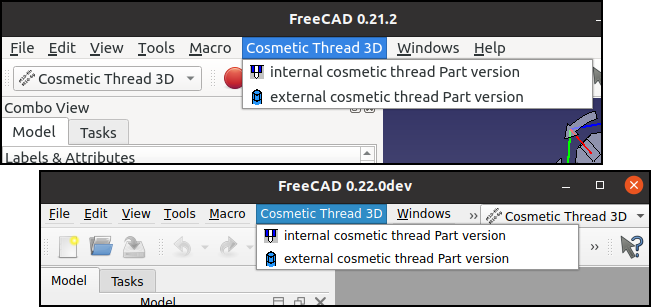 FreeCAD 0.21.2
File Edit View Tools Macro Cosmetic Thread 3D Windows Help
Cosmetic Thread 3D
internal cosmetic thread Part version
external cosmetic thread Part version
Combo View
Model Tasks
Labels & Attributes
FreeCAD 0.22.0dev
File Edit View Tools Macro Cosmetic Thread 3D Windows » Cosmetic Thread 3D
internal cosmetic thread Part version
external cosmetic thread Part version
»
Model Tasks
Model